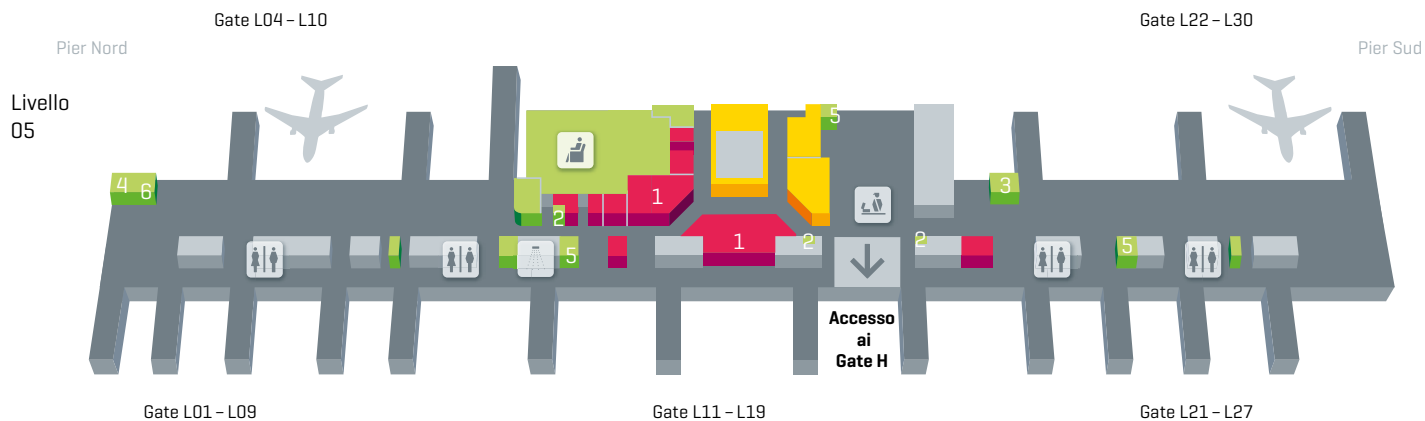 Gate L04 – L10
Gate L22 – L30
Pier Nord
Pier Sud
Livello
05
5
4 6
1
3
2
1
2
2
5
5
Accesso
ai
Gate H
Gate L01 – L09
Gate L11 – L19
Gate L21 – L27